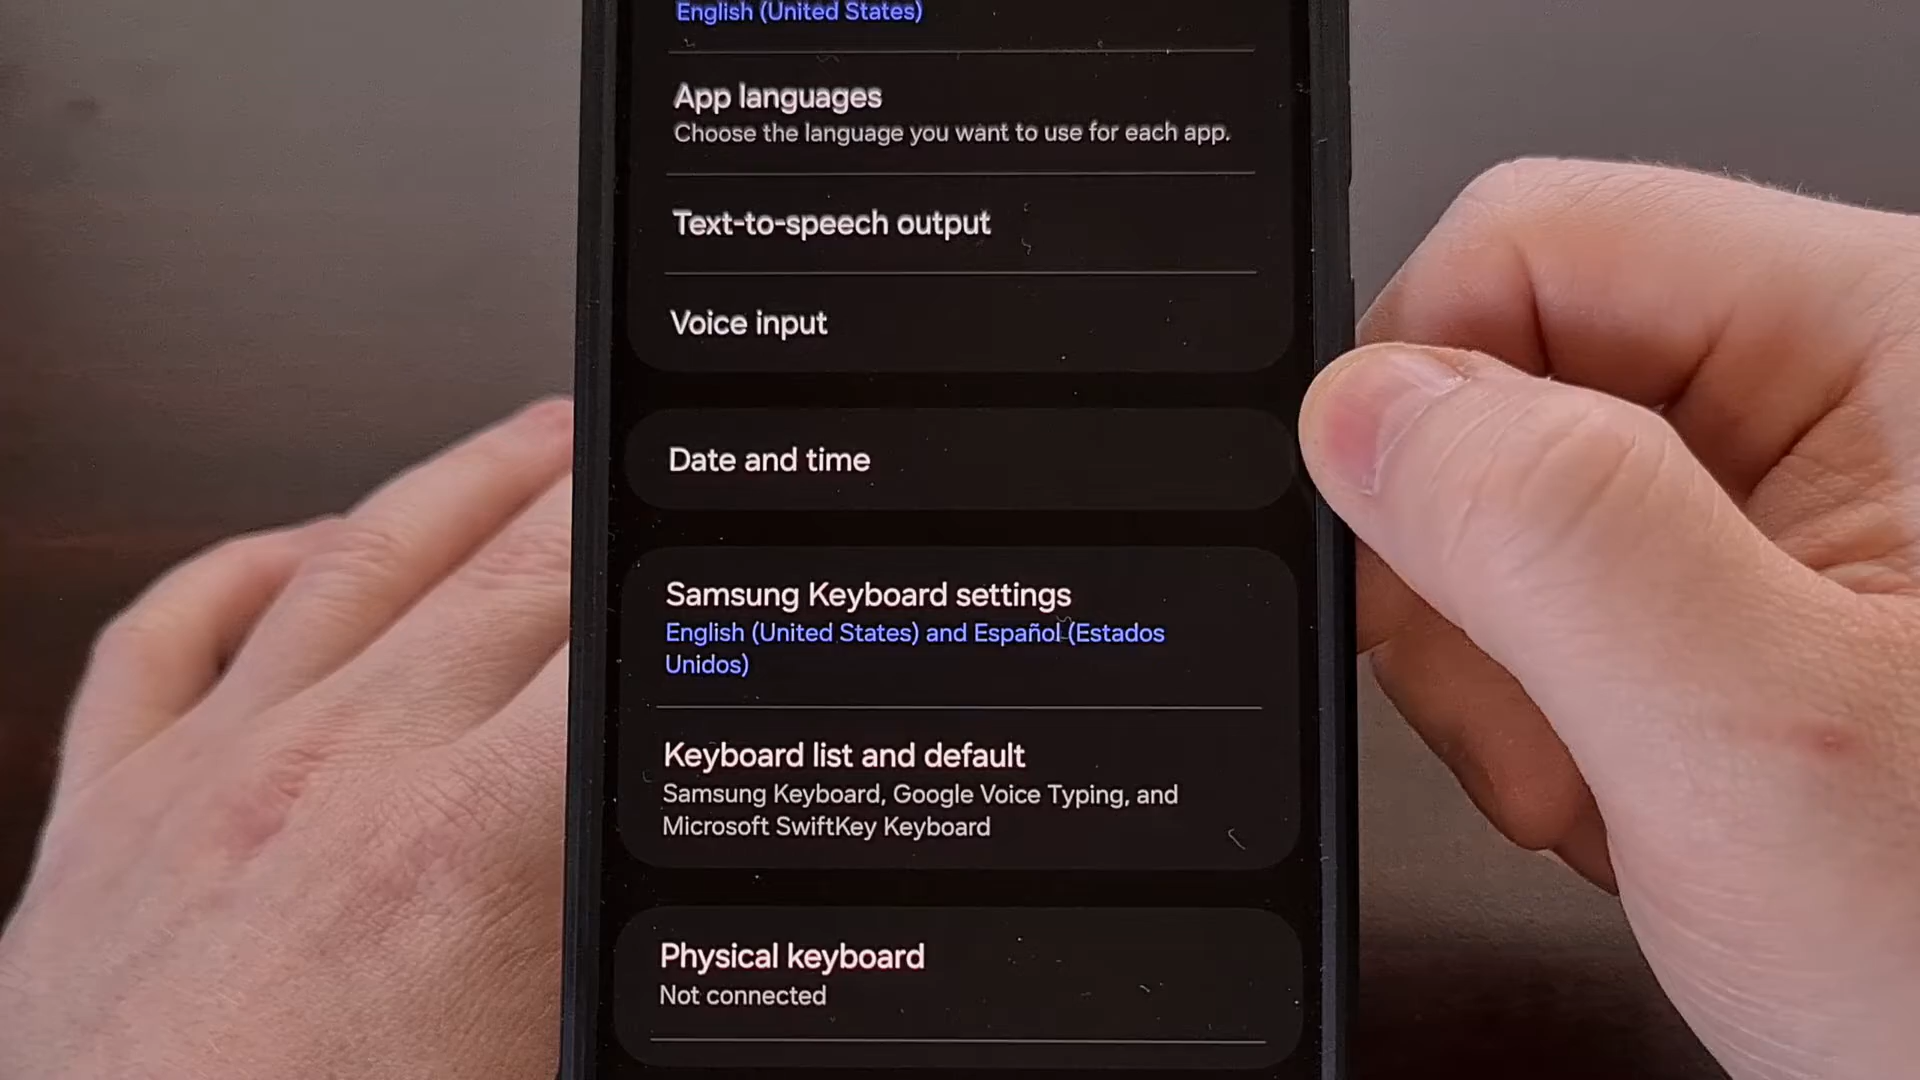 English (United States)
App languages
Choose the language you want to use for each app.
Text-to-speech output
Voice input
Date and time
Samsung Keyboard settings
English (United States) and Español (Estados
Unidos)
Keyboard list and default
Samsung Keyboard, Google Voice Typing, and
Microsoft SwiftKey Keyboard
Physical keyboard
Not connected